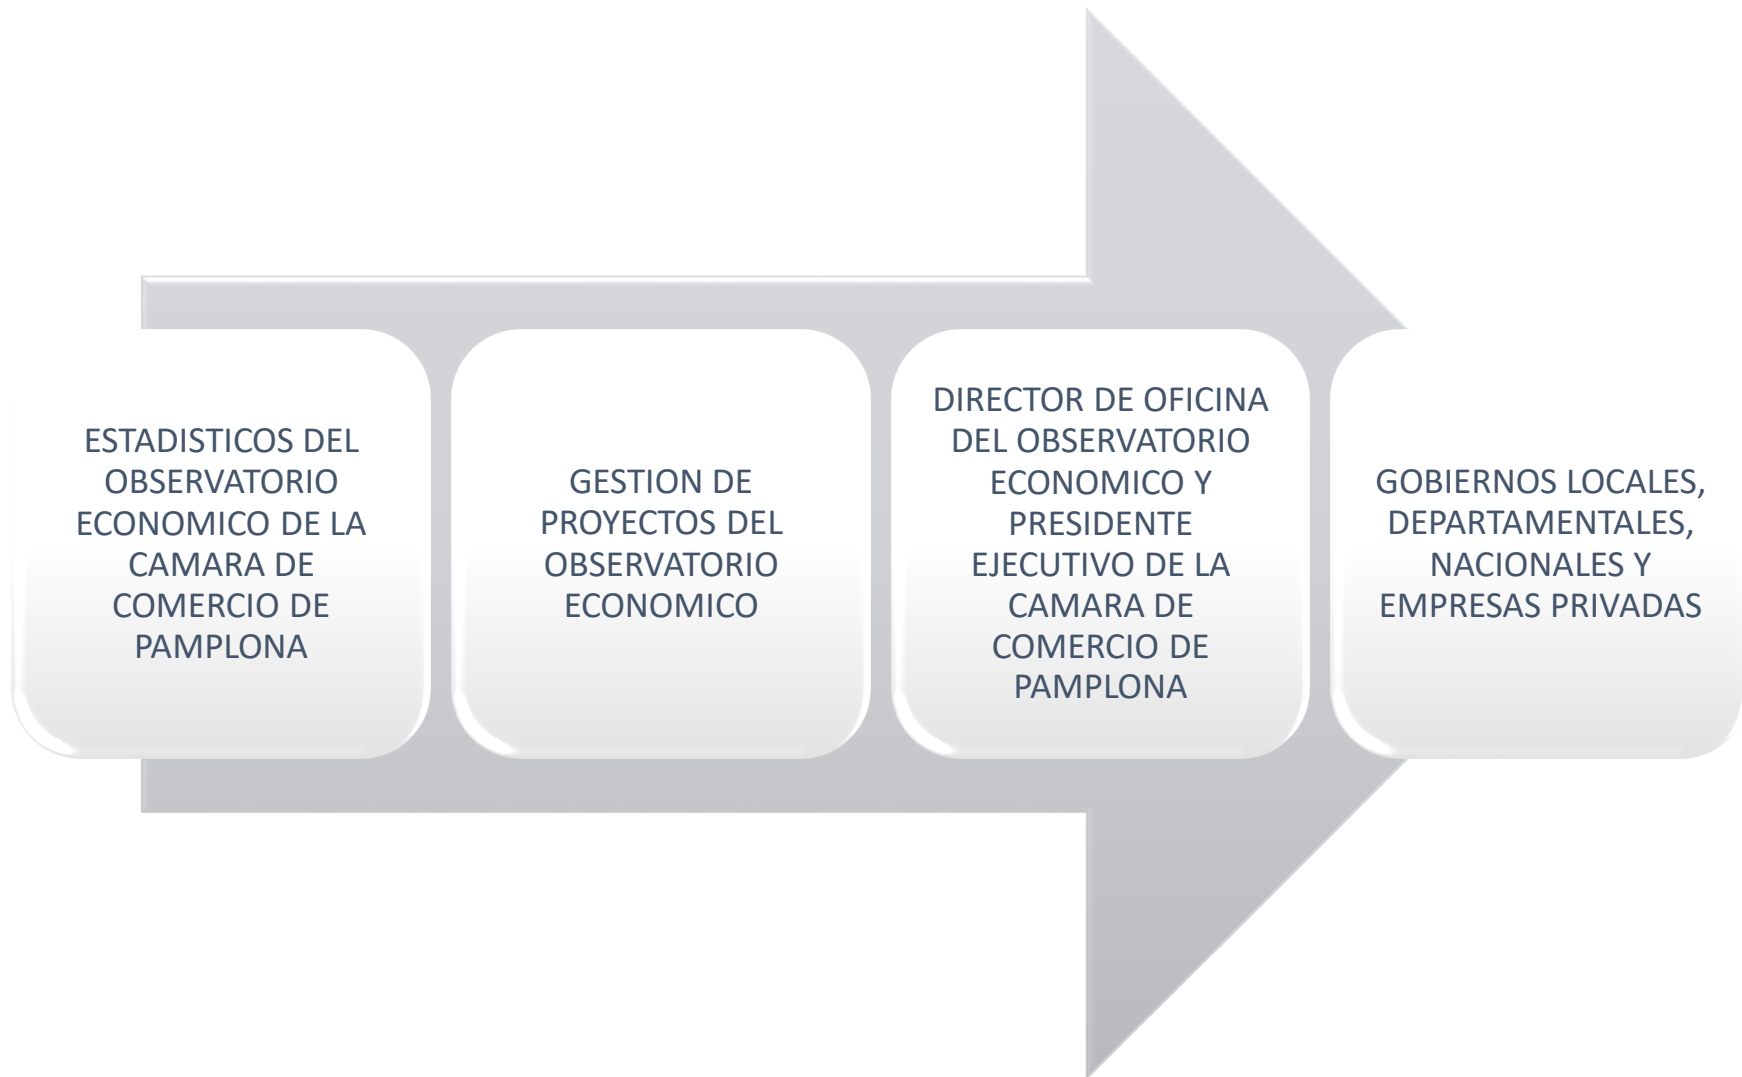 ESTADISTICOS DEL
OBSERVATORIO
ECONOMICO DE LA
CAMARA DE
COMERCIO DE
PAMPLONA
GESTION DE
PROYECTOS DEL
OBSERVATORIO
ECONOMICO
DIRECTOR DE OFICINA
DEL OBSERVATORIO
ECONOMICO Y
PRESIDENTE
EJECUTIVO DE LA
CAMARA DE
COMERCIO DE
PAMPLONA
GOBIERNOS LOCALES,
DEPARTAMENTALES,
NACIONALES Y
EMPRESAS PRIVADAS